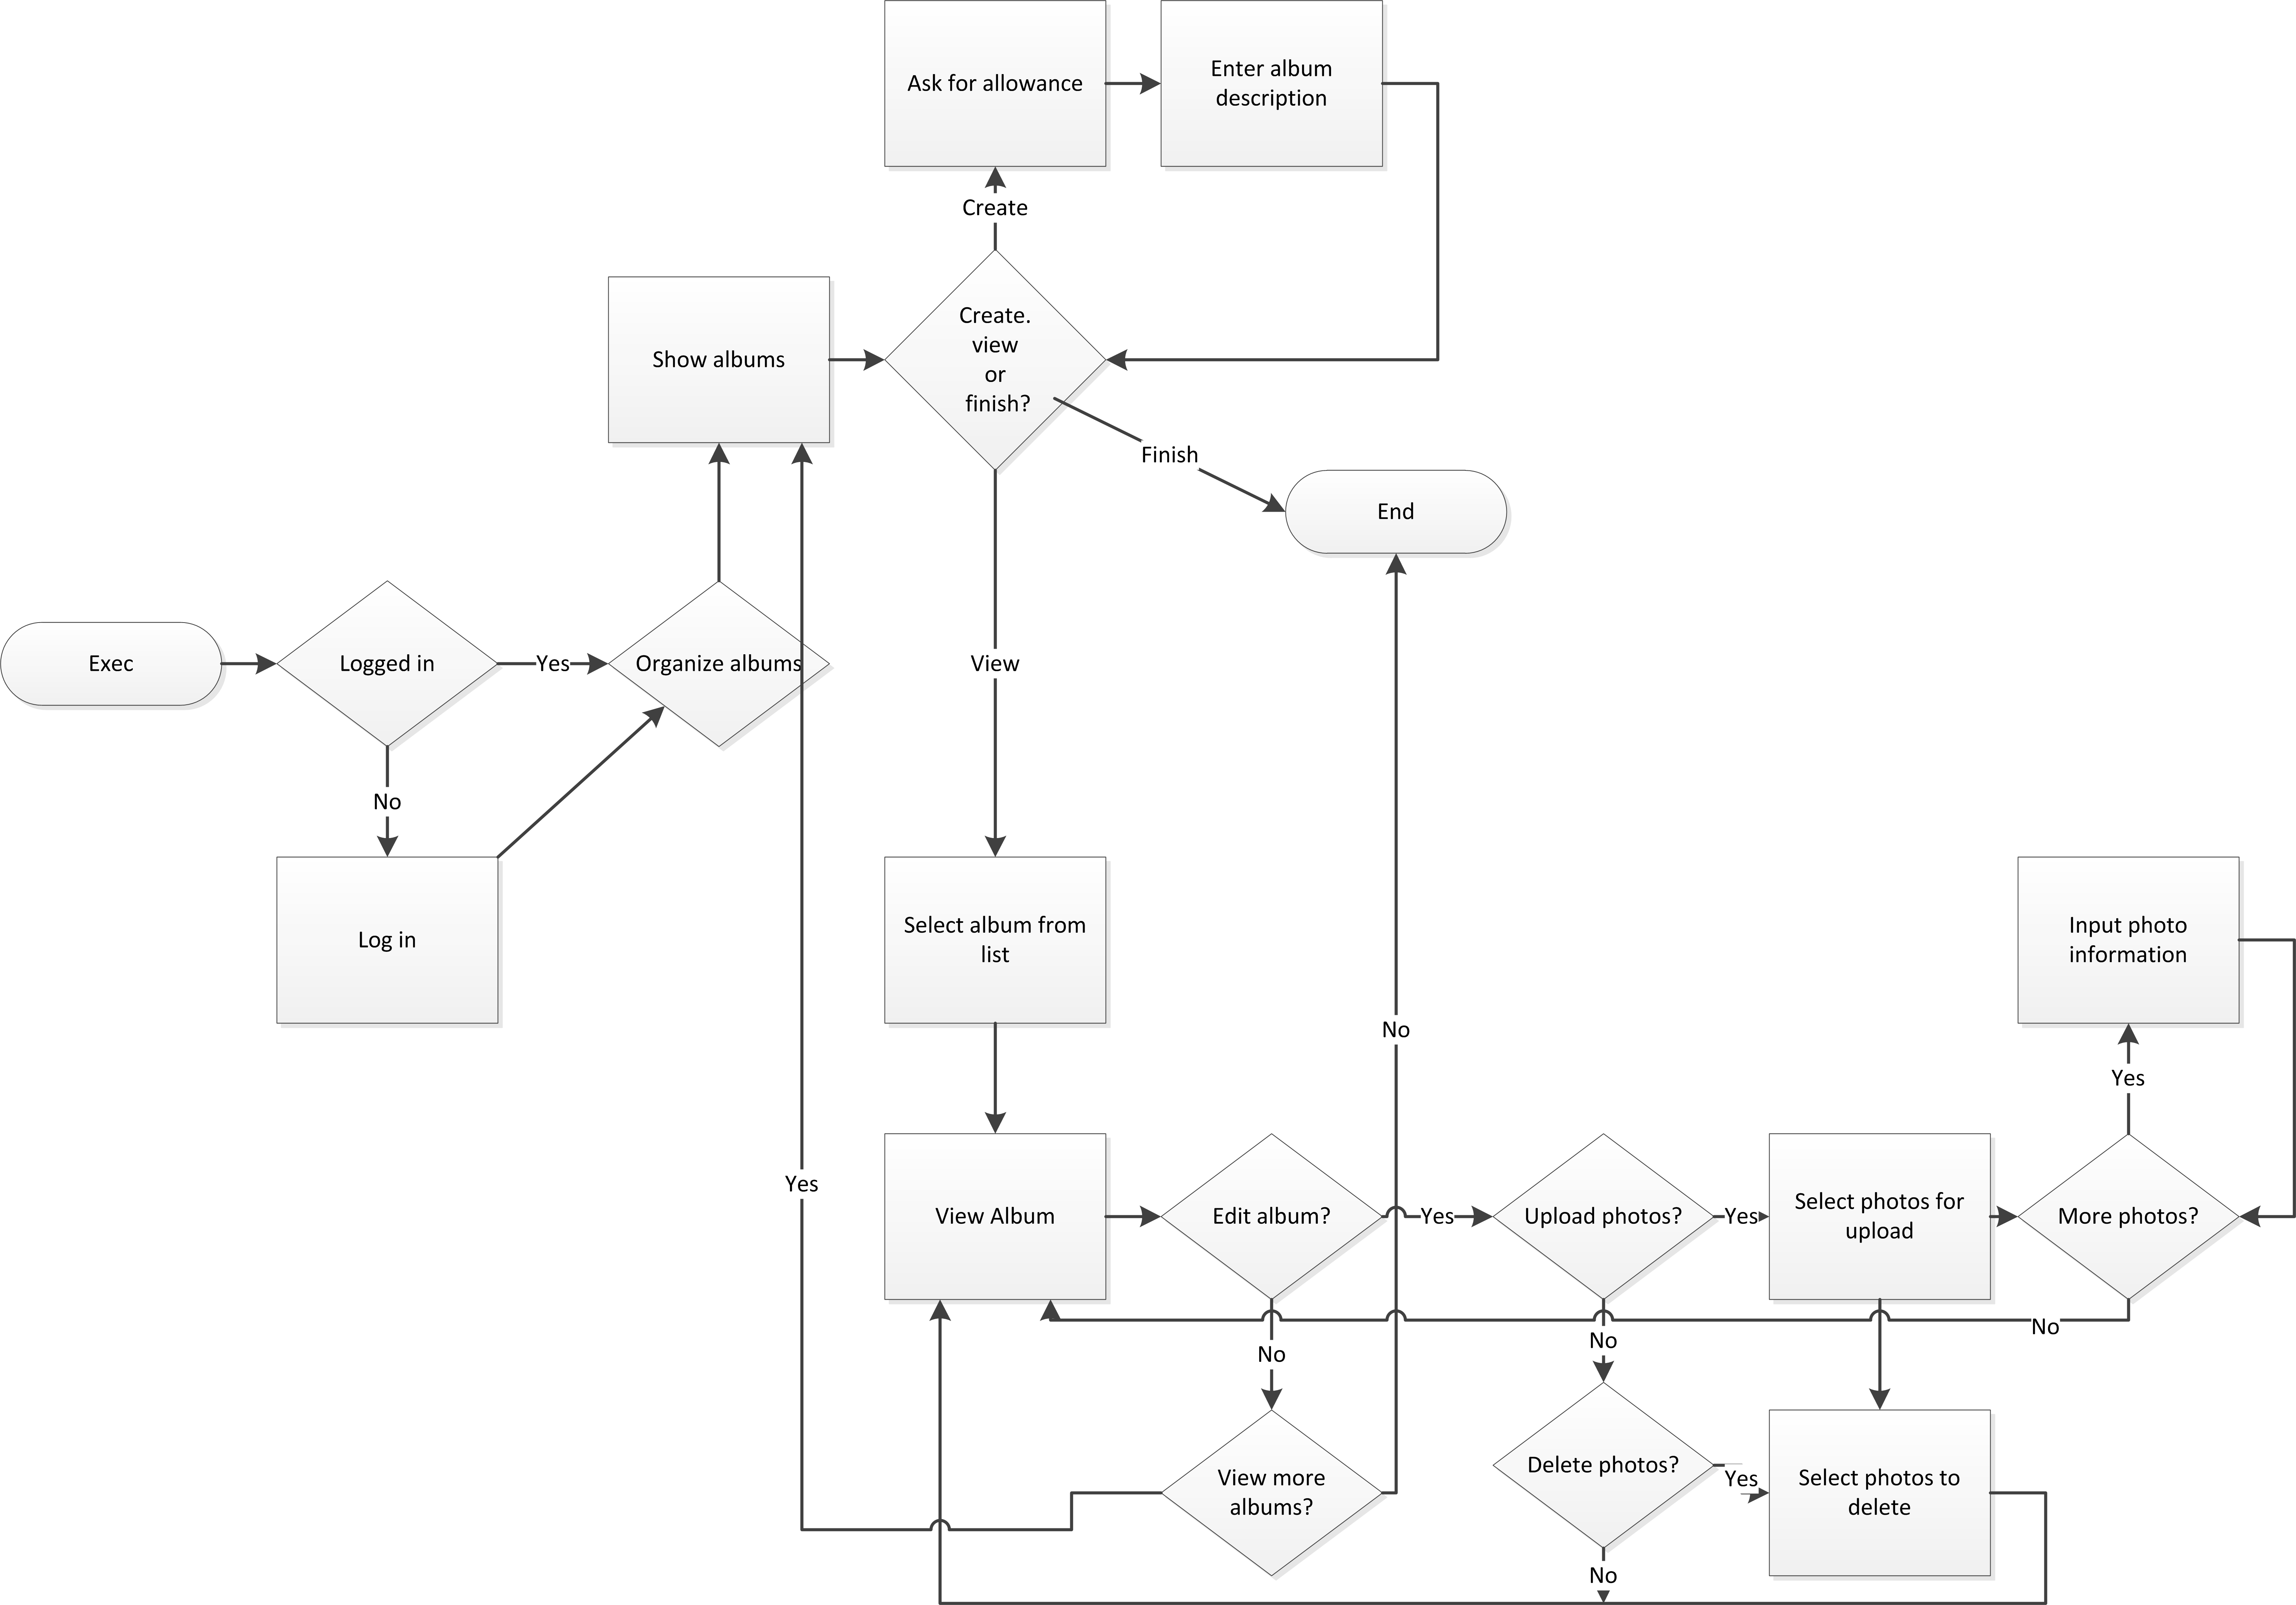 Ask for allowance
Enter album
description
Create
Create.
view
or
finish?
Show albums
Finish
End
Exec
Logged in
Yes
Organize albums
View
No
Log in
Select album from
list
Input photo
information
No
Yes
Yes
View Album
Edit album?
Yes
Upload photos?
Yes
Select photos for
upload
More photos?
No
No
No
View more
albums?
Delete photos?
Yes
Select photos to
delete
No